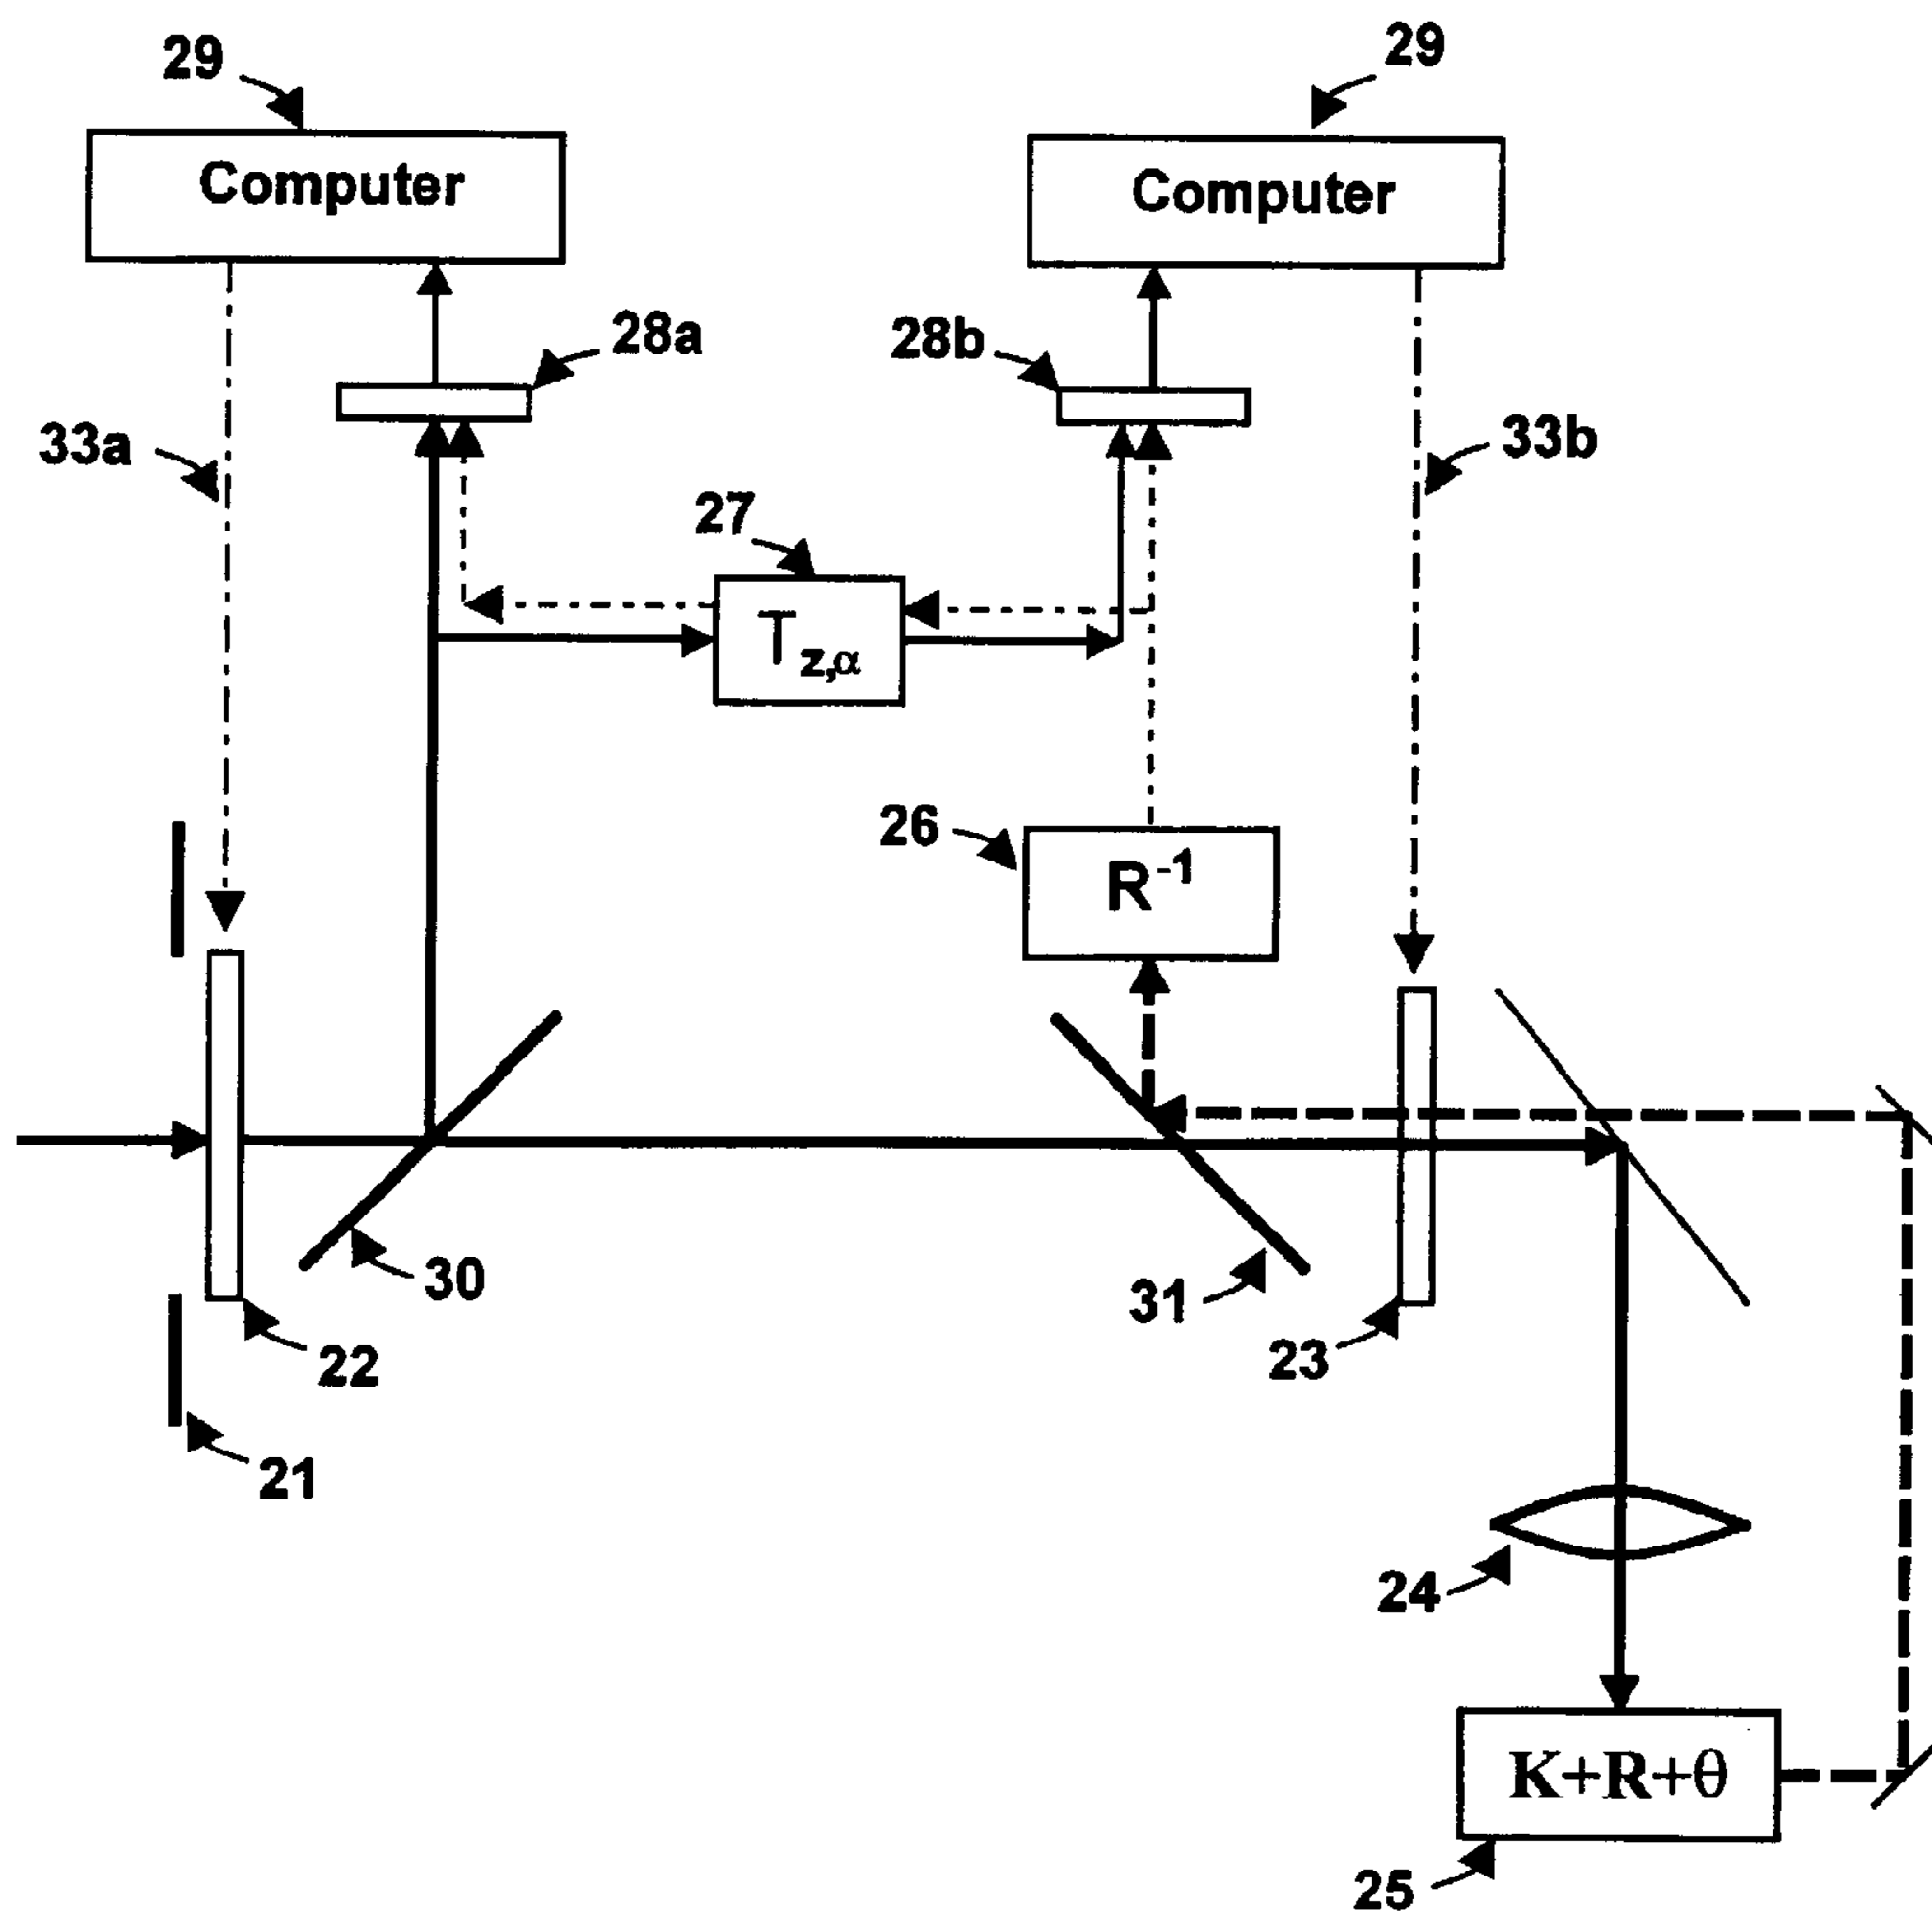 29
29
Computer
Computer
28a
28b
33a
33b
27
Tz,α
26
R-1
30
31
22
23
21
24
K+R+θ
25